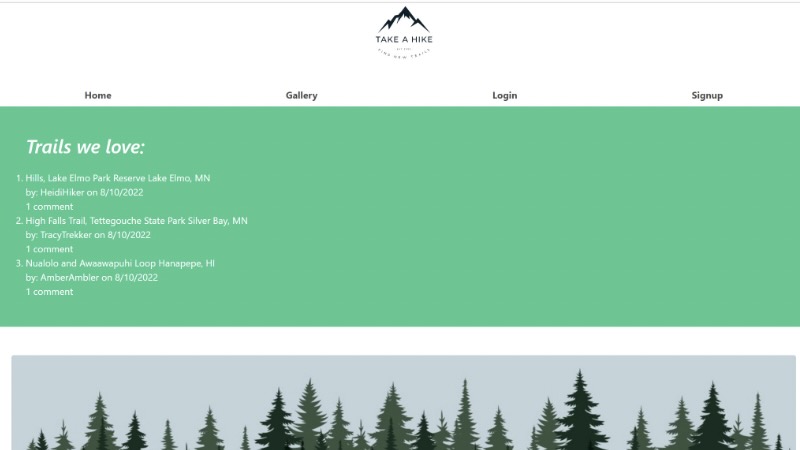 TAKE A HIKE
FIND NEW TRAILS
Home
Gallery
Login
Signup
Trails we love:
1. Hills, Lake Elmo Park Reserve Lake Elmo, MN
by: HeidiHiker on 8/10/2022
1 comment
2. High Falls Trail, Tettegouche State Park Silver Bay, MN
by: TracyTrekker on 8/10/2022
1 comment
3. Nualolo and Awaawapuhi Loop Hanapepe, HI
by: AmberAmbler on 8/10/2022
1 comment